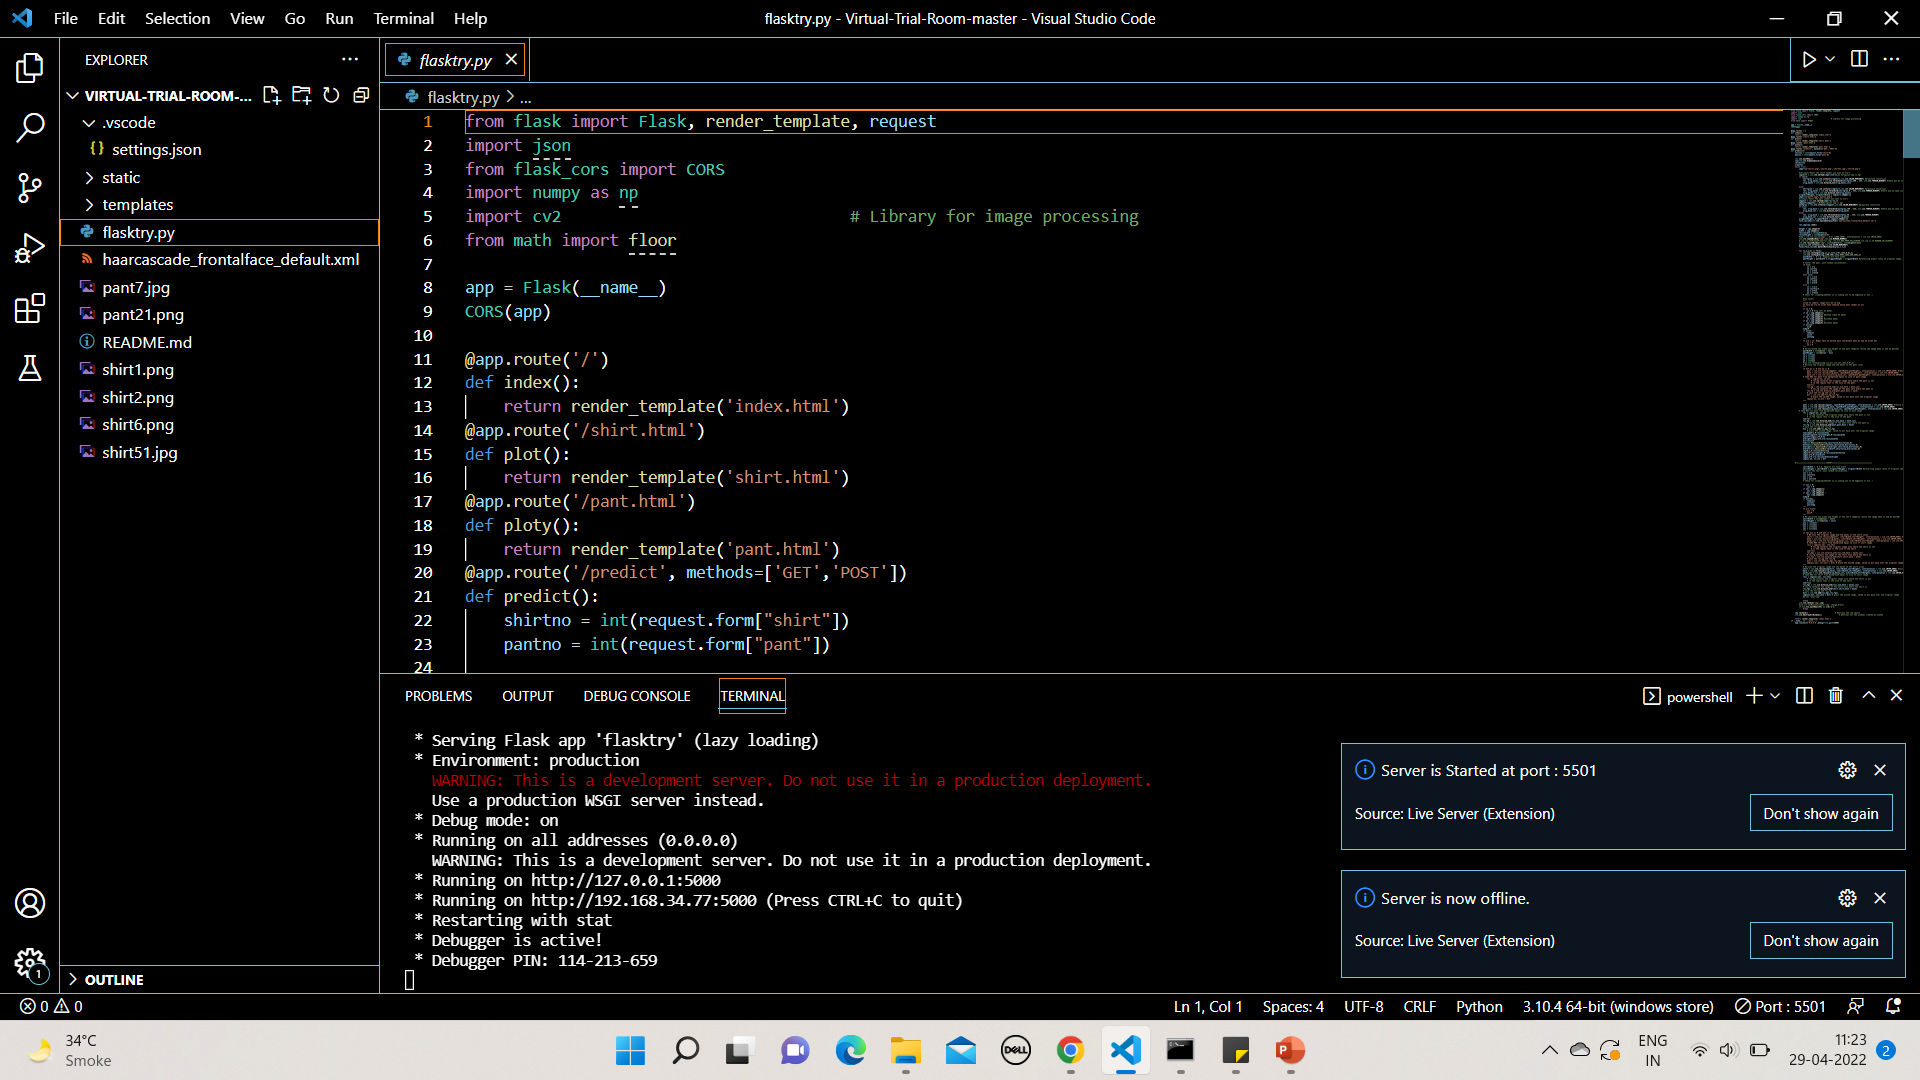 File Edit Selection View Go Run Terminal Help
flasktry.py - Virtual-Trial-Room-master - Visual Studio Code
EXPLORER
VIRTUAL-TRIAL-ROOM-...
.vscode
{} settings.json
static
templates
flasktry.py
haarcascade_frontalface_default.xml
pant7.jpg
pant21.png
README.md
shirt1.png
shirt2.png
shirt6.png
shirt51.jpg
OUTLINE
flasktry.py
flasktry.py > ...
1 from flask import Flask, render_template, request
2 import json
3 from flask_cors import CORS
4 import numpy as np
5 import cv2 # Library for image processing
6 from math import floor
7
8 app = Flask(__name__)
9 CORS(app)
10
11 @app.route('/')
12 def index():
13 return render_template('index.html')
14 @app.route('/shirt.html')
15 def plot():
16 return render_template('shirt.html')
17 @app.route('/pant.html')
18 def ploty():
19 return render_template('pant.html')
20 @app.route('/predict', methods=['GET','POST'])
21 def predict():
22 shirtno = int(request.form["shirt"])
23 pantno = int(request.form["pant"])
24
PROBLEMS OUTPUT DEBUG CONSOLE TERMINAL
powershell
* Serving Flask app 'flasktry' (lazy loading)
* Environment: production
WARNING: This is a development server. Do not use it in a production deployment.
Use a production WSGI server instead.
* Debug mode: on
* Running on all addresses (0.0.0.0)
WARNING: This is a development server. Do not use it in a production deployment.
* Running on http://127.0.0.1:5000
* Running on http://192.168.34.77:5000 (Press CTRL+C to quit)
* Restarting with stat
* Debugger is active!
* Debugger PIN: 114-213-659
Server is Started at port : 5501
Source: Live Server (Extension)
Don't show again
Server is now offline.
Source: Live Server (Extension)
Don't show again
1
0 0
Ln 1, Col 1 Spaces: 4 UTF-8 CRLF Python 3.10.4 64-bit (windows store) Port : 5501
34°C
Smoke
DELL
ENG
IN
11:23
29-04-2022
2